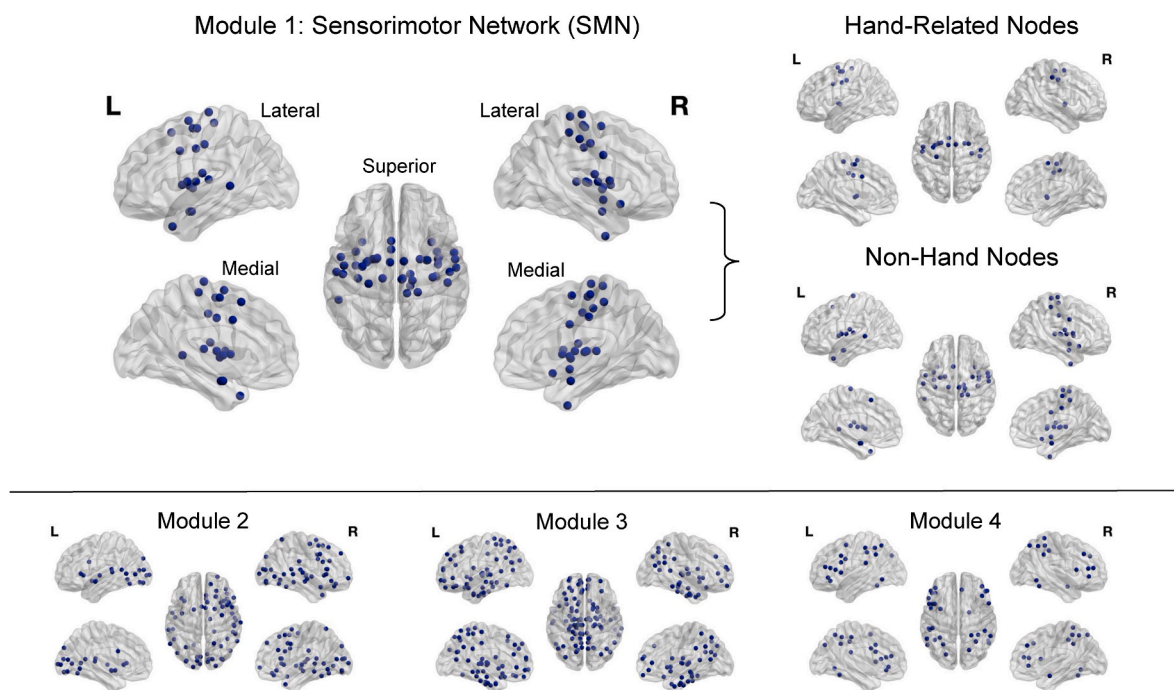 Module 1: Sensorimotor Network (SMN)
L
Lateral
Lateral
R
Superior
Medial
Medial
Hand-Related Nodes
L
R
Non-Hand Nodes
L
R
Module 2
L
R
Module 3
L
R
Module 4
L
R